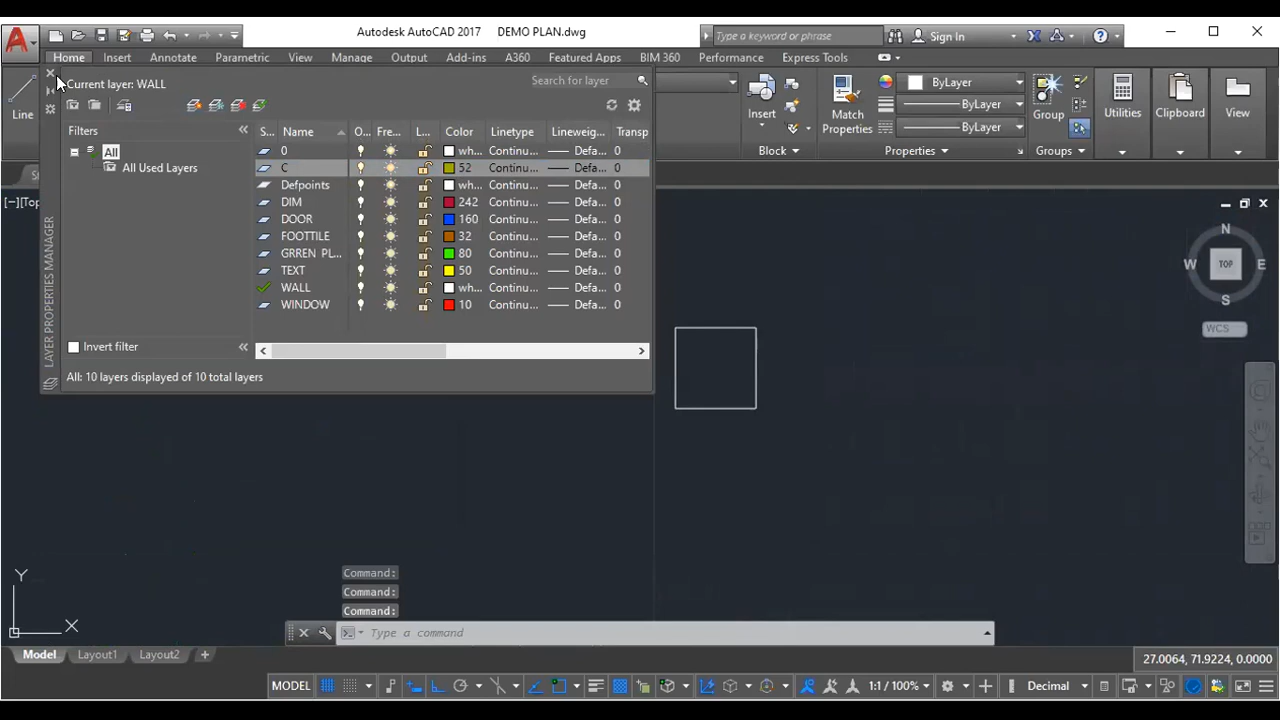 Autodesk AutoCAD 2017 DEMO PLAN.dwg
Type a keyword or phrase
Sign In
Home Insert Annotate Parametric View Manage Output Add-ins A360 Featured Apps BIM 360 Performance Express Tools
Line
Current layer: WALL
Search for layer
Filters
All
All Used Layers
S... Name O... Fre... L... Color Linetype Lineweig... Transp
0 wh... Continu... Defa... 0
C 52 Continu... Defa... 0
Defpoints wh... Continu... Defa... 0
DIM 242 Continu... Defa... 0
DOOR 160 Continu... Defa... 0
FOOTTILE 32 Continu... Defa... 0
GRREN PL... 80 Continu... Defa... 0
TEXT 50 Continu... Defa... 0
WALL wh... Continu... Defa... 0
WINDOW 10 Continu... Defa... 0
Invert filter
All: 10 layers displayed of 10 total layers
LAYER PROPERTIES MANAGER
Insert
Block
Match
Properties
ByLayer
ByLayer
ByLayer
Properties
Group
Groups
Utilities
Clipboard
View
[−][Top
N
W TOP E
S
WCS
Y
X
Command:
Command:
Command:
Type a command
Model Layout1 Layout2 +
27.0064, 71.9224, 0.0000
MODEL
1:1 / 100%
Decimal